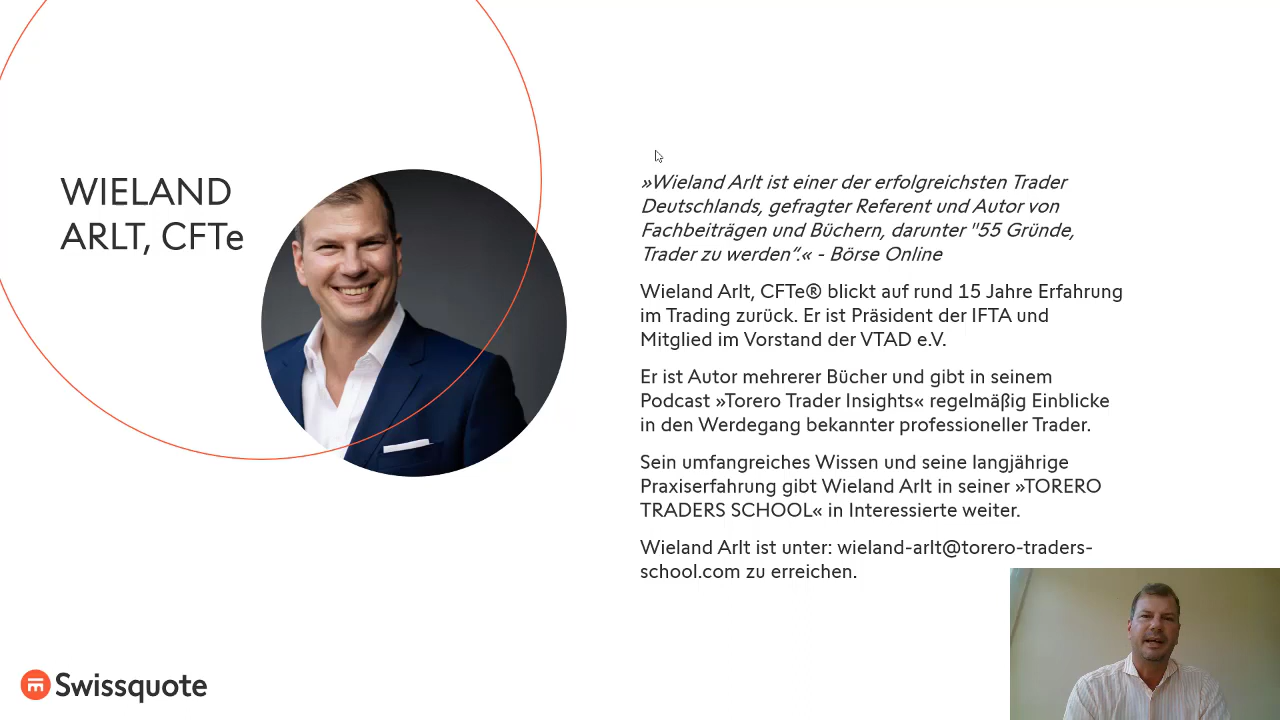 WIELAND
ARLT, CFTe
»Wieland Arlt ist einer der erfolgreichsten Trader
Deutschlands, gefragter Referent und Autor von
Fachbeiträgen und Büchern, darunter "55 Gründe,
Trader zu werden“.« - Börse Online
Wieland Arlt, CFTe® blickt auf rund 15 Jahre Erfahrung
im Trading zurück. Er ist Präsident der IFTA und
Mitglied im Vorstand der VTAD e.V.
Er ist Autor mehrerer Bücher und gibt in seinem
Podcast »Torero Trader Insights« regelmäßig Einblicke
in den Werdegang bekannter professioneller Trader.
Sein umfangreiches Wissen und seine langjährige
Praxiserfahrung gibt Wieland Arlt in seiner »TORERO
TRADERS SCHOOL« in Interessierte weiter.
Wieland Arlt ist unter: wieland-arlt@torero-traders-
school.com zu erreichen.
Swissquote